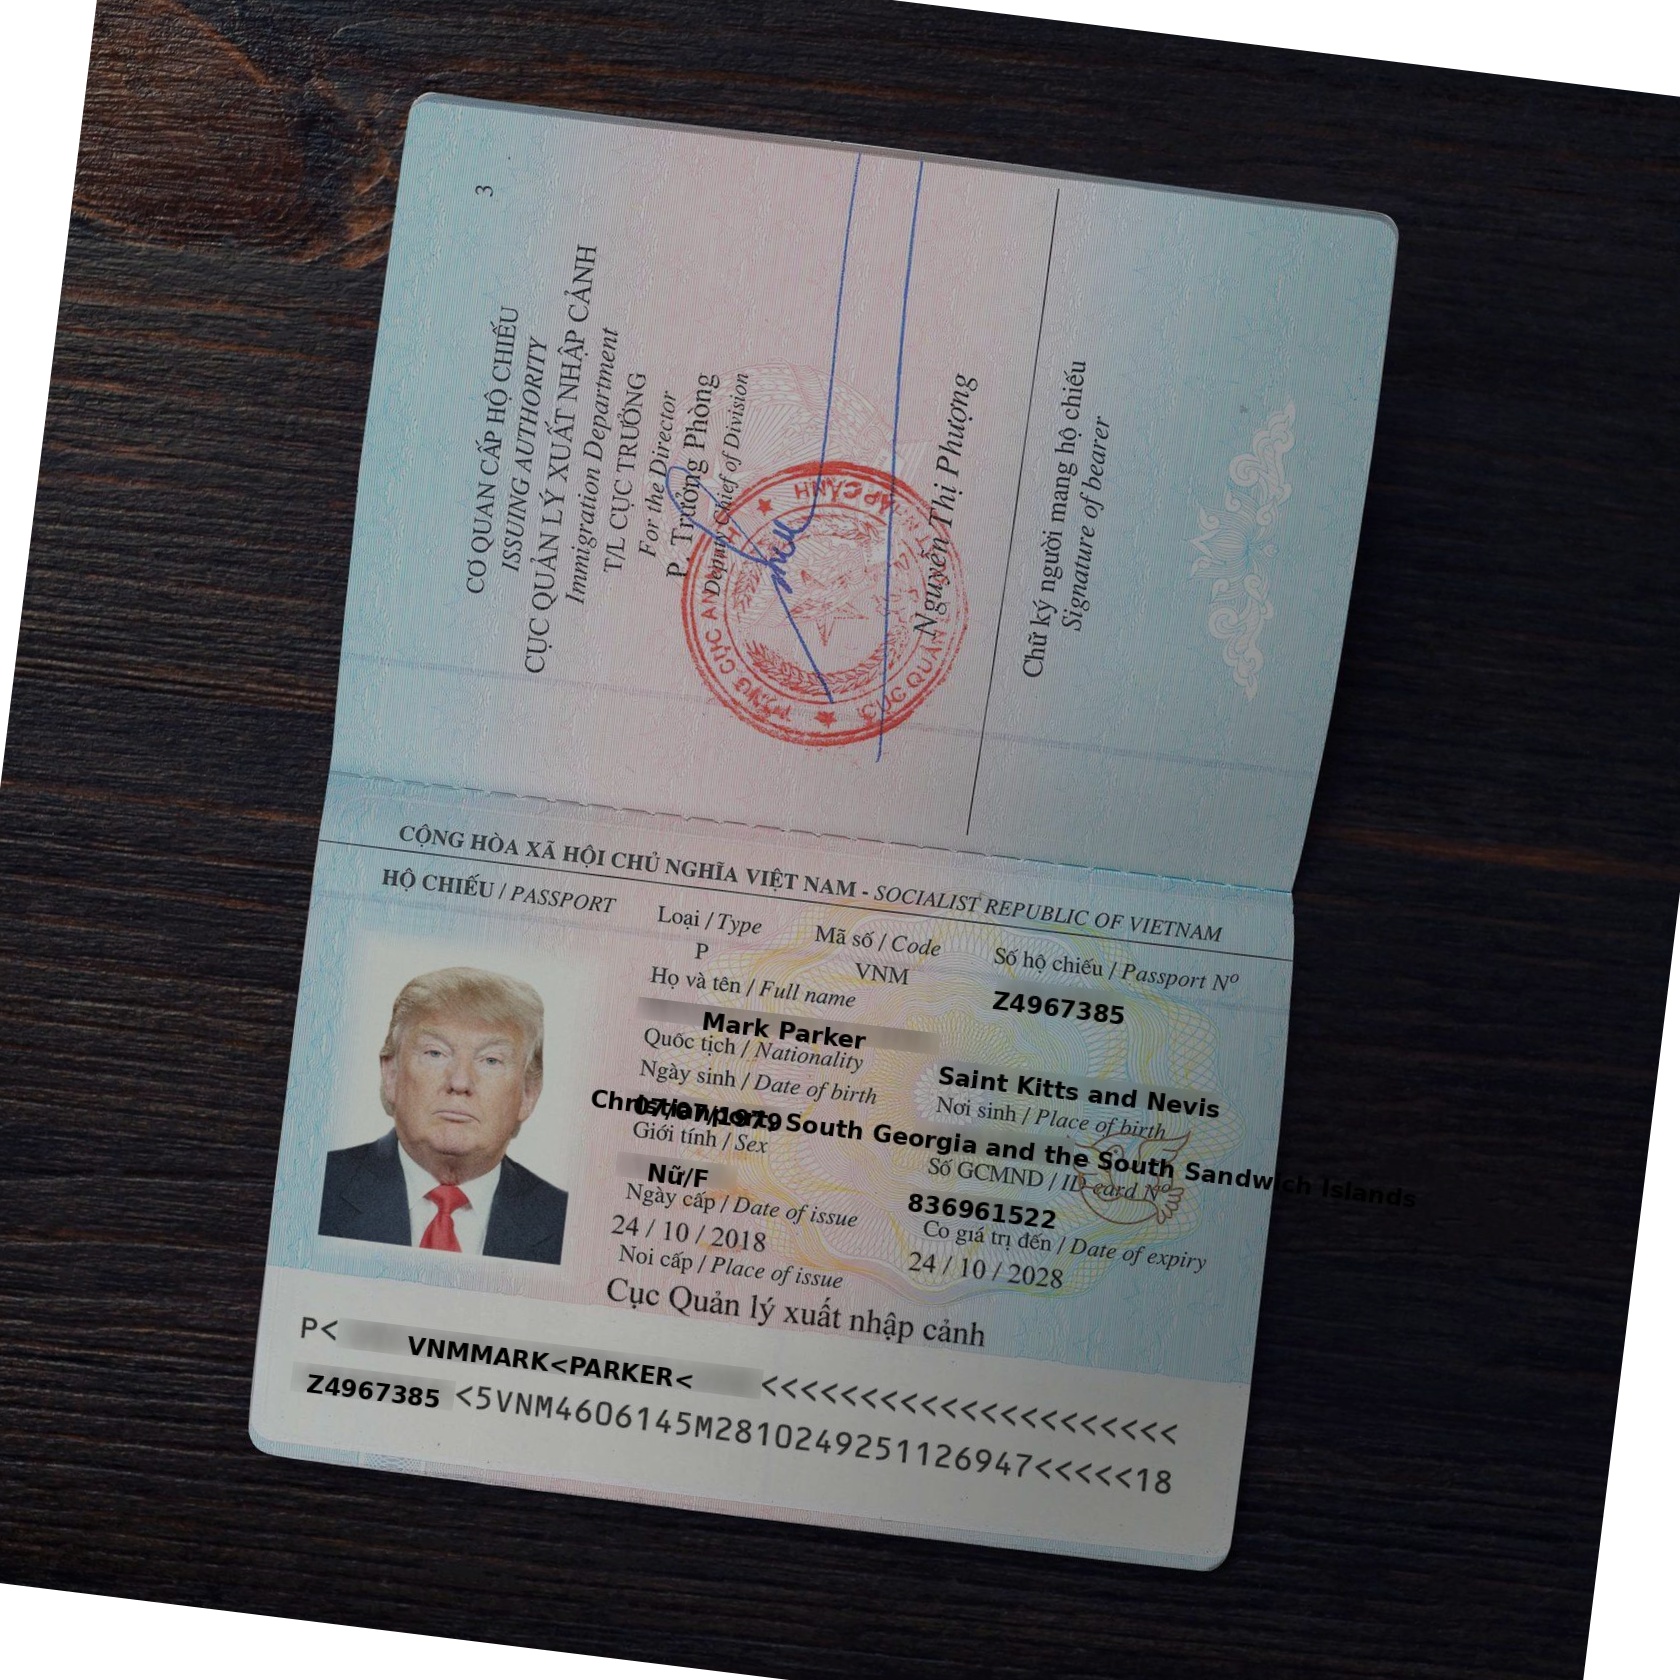 3
CƠ QUAN CẤP HỘ CHIẾU
ISSUING AUTHORITY
CỤC QUẢN LÝ XUẤT NHẬP CẢNH
Immigration Department
T/L CỤC TRƯỞNG
For the Director
P. Trưởng Phòng
Deputy Chief of Division
Nguyễn Thị Phượng
Chữ ký người mang hộ chiếu
Signature of bearer
CỘNG HÒA XÃ HỘI CHỦ NGHĨA VIỆT NAM - SOCIALIST REPUBLIC OF VIETNAM
HỘ CHIẾU / PASSPORT
Loại / Type
Mã số / Code
Số hộ chiếu / Passport Nº
P
VNM
Z4967385
Họ và tên / Full name
Mark Parker
Quốc tịch / Nationality
Saint Kitts and Nevis
Ngày sinh / Date of birth
Nơi sinh / Place of birth
07/07/1979
South Georgia and the South Sandwich Islands
Giới tính / Sex
Số GCMND / ID card Nº
Nữ/F
836961522
Ngày cấp / Date of issue
Co giá trị đến / Date of expiry
24 / 10 / 2018
24 / 10 / 2028
Noi cấp / Place of issue
Cục Quản lý xuất nhập cảnh
P< VNMMARK<PARKER< <<<<<<<<<<<<<<<<<<<<<
Z4967385 <5VNM4606145M2810249251126947<<<<<18